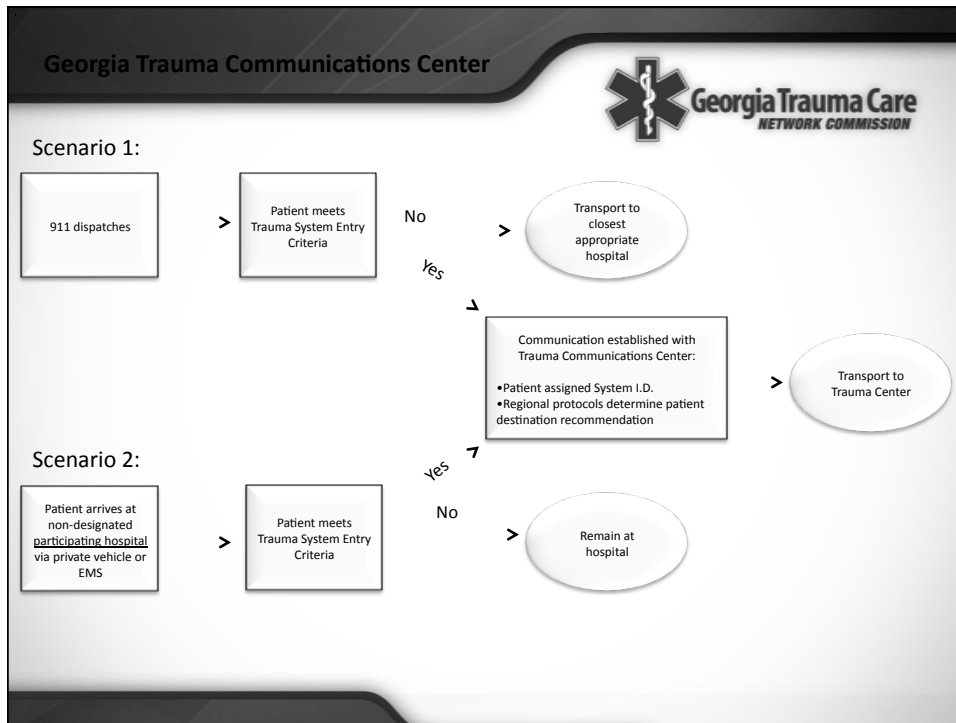 Georgia Trauma Communications Center
Georgia Trauma Care
NETWORK COMMISSION
Scenario 1:
911 dispatches
>
Patient meets
Trauma System Entry
Criteria
No
>
Transport to
closest
appropriate
hospital
Yes
>
Communication established with
Trauma Communications Center:
•Patient assigned System I.D.
•Regional protocols determine patient
destination recommendation
>
Transport to
Trauma Center
Scenario 2:
Patient arrives at
non-designated
participating hospital
via private vehicle or
EMS
>
Patient meets
Trauma System Entry
Criteria
Yes
>
No
>
Remain at
hospital